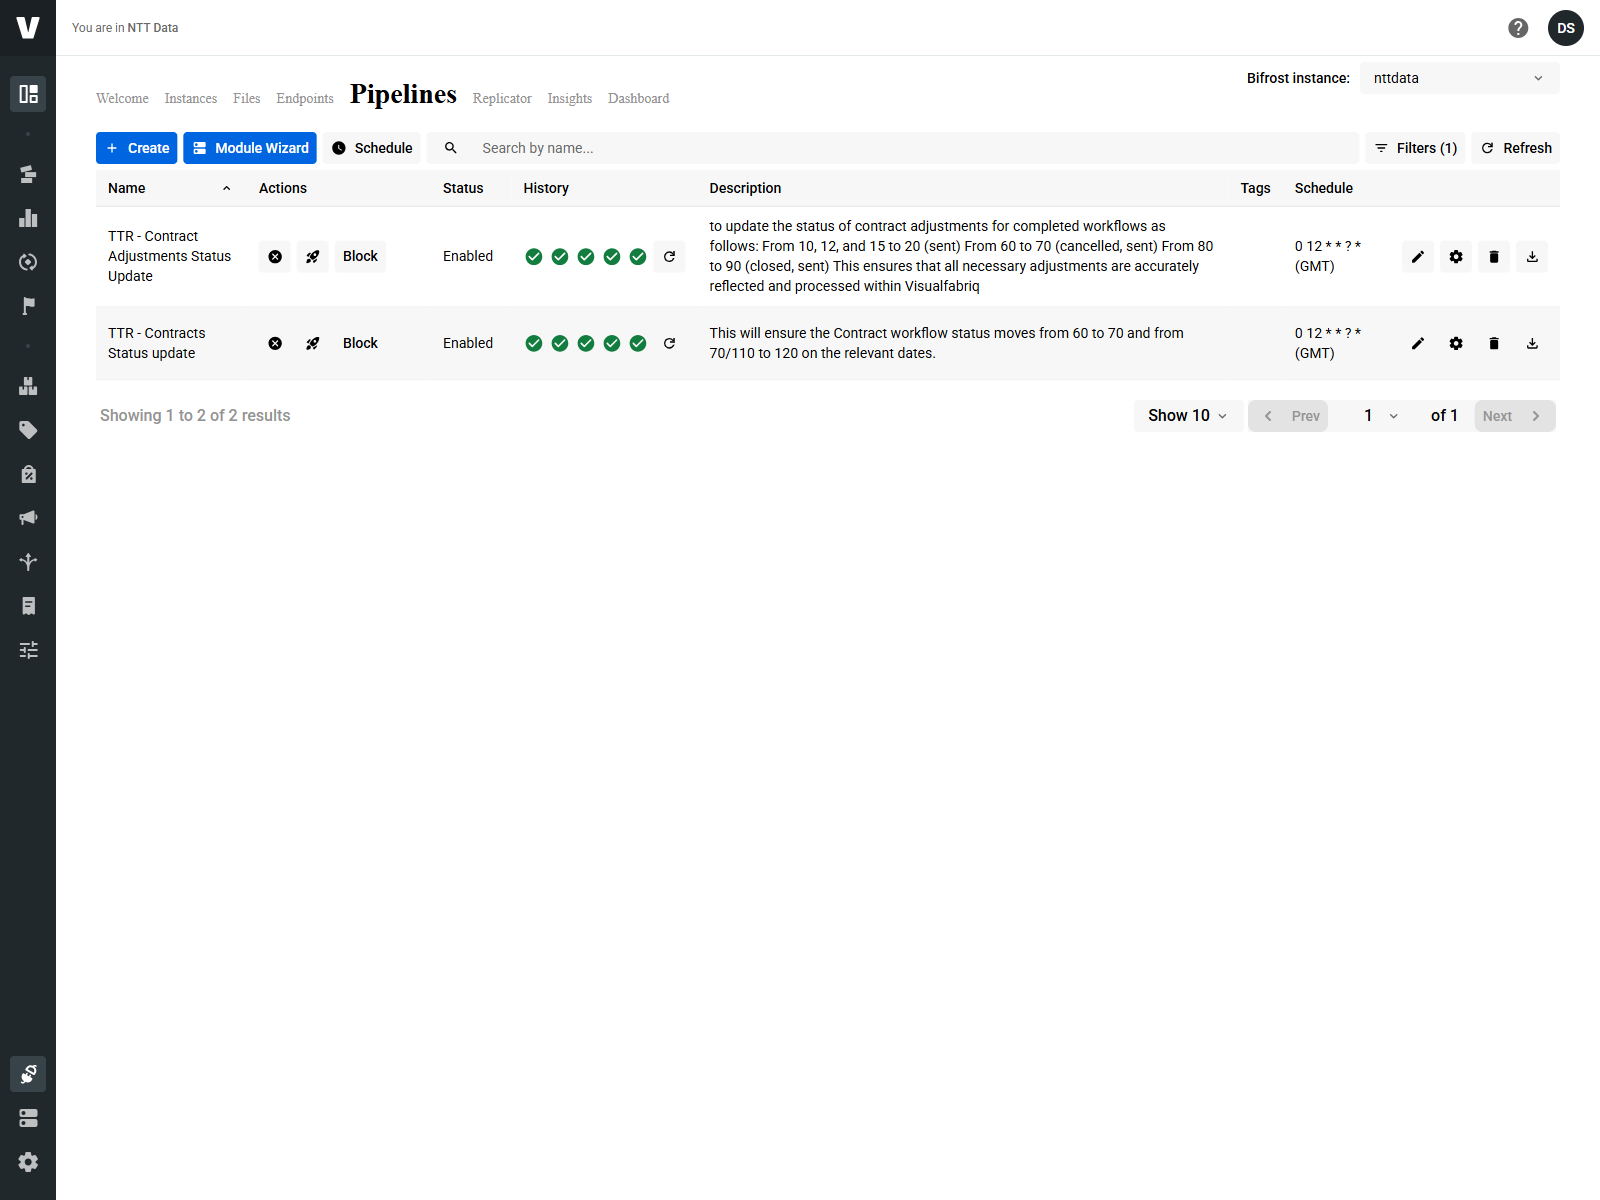 You are in NTT Data
DS
Bifrost instance: nttdata
Welcome Instances Files Endpoints Pipelines Replicator Insights Dashboard
Create Module Wizard Schedule Search by name... Filters (1) Refresh
Name Actions Status History Description Tags Schedule
TTR - Contract
Adjustments Status
Update
Block
Enabled
to update the status of contract adjustments for completed workflows as
follows: From 10, 12, and 15 to 20 (sent) From 60 to 70 (cancelled, sent) From 80
to 90 (closed, sent) This ensures that all necessary adjustments are accurately
reflected and processed within Visualfabriq
0 12 * * ? *
(GMT)
TTR - Contracts
Status update
Block
Enabled
This will ensure the Contract workflow status moves from 60 to 70 and from
70/110 to 120 on the relevant dates.
0 12 * * ? *
(GMT)
Showing 1 to 2 of 2 results
Show 10 Prev 1 of 1 Next